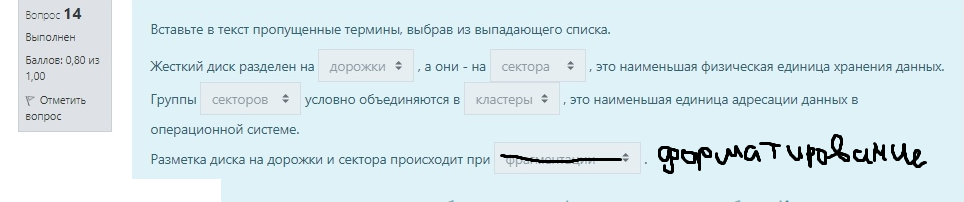 Вопрос 14
Выполнен
Баллов: 0,80 из
1,00
Отметить
вопрос
Вставьте в текст пропущенные термины, выбрав из выпадающего списка.
Жесткий диск разделен на дорожки , а они - на сектора , это наименьшая физическая единица хранения данных.
Группы секторов условно объединяются в кластеры , это наименьшая единица адресации данных в
операционной системе.
Разметка диска на дорожки и сектора происходит при фрагментации . форматирование